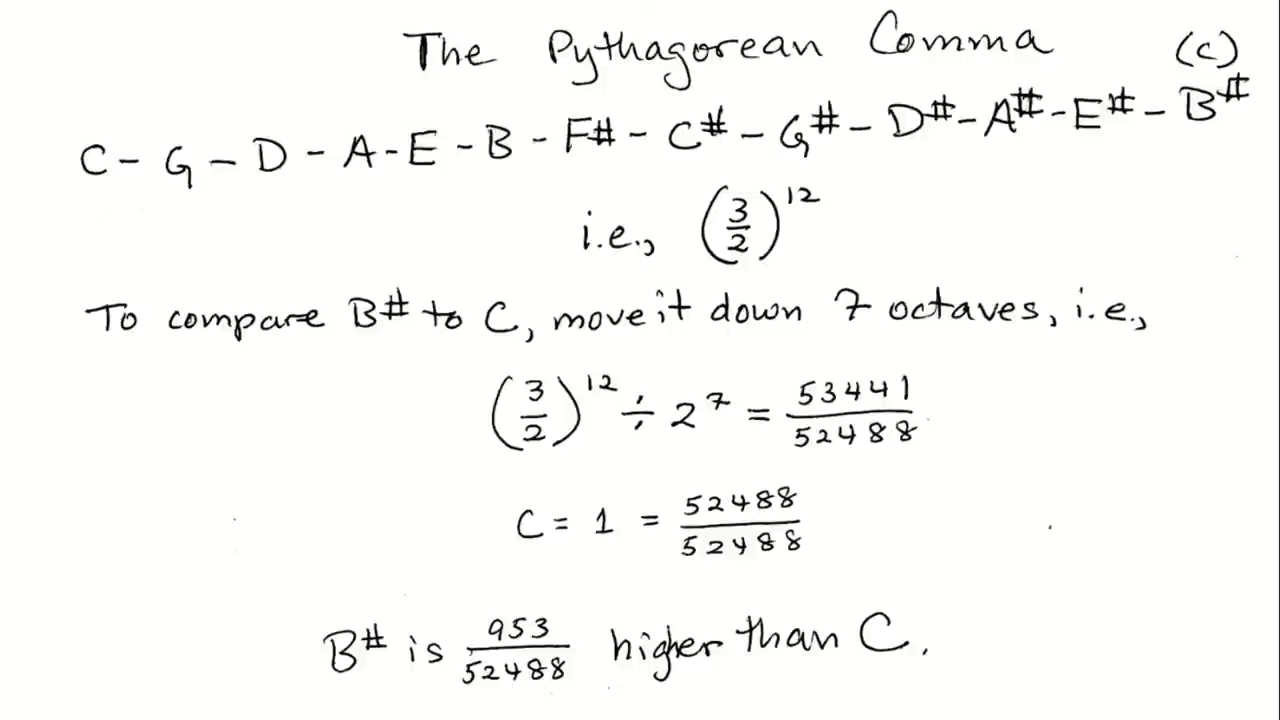 The Pythagorean Comma (c)
C - G - D - A - E - B - F# - C# - G# - D# - A# - E# - B#
i.e., (3/2)^12
To compare B# to C, move it down 7 octaves, i.e.,
(3/2)^12 ÷ 2^7 = 53441/52488
C = 1 = 52488/52488
B# is 953/52488 higher than C.